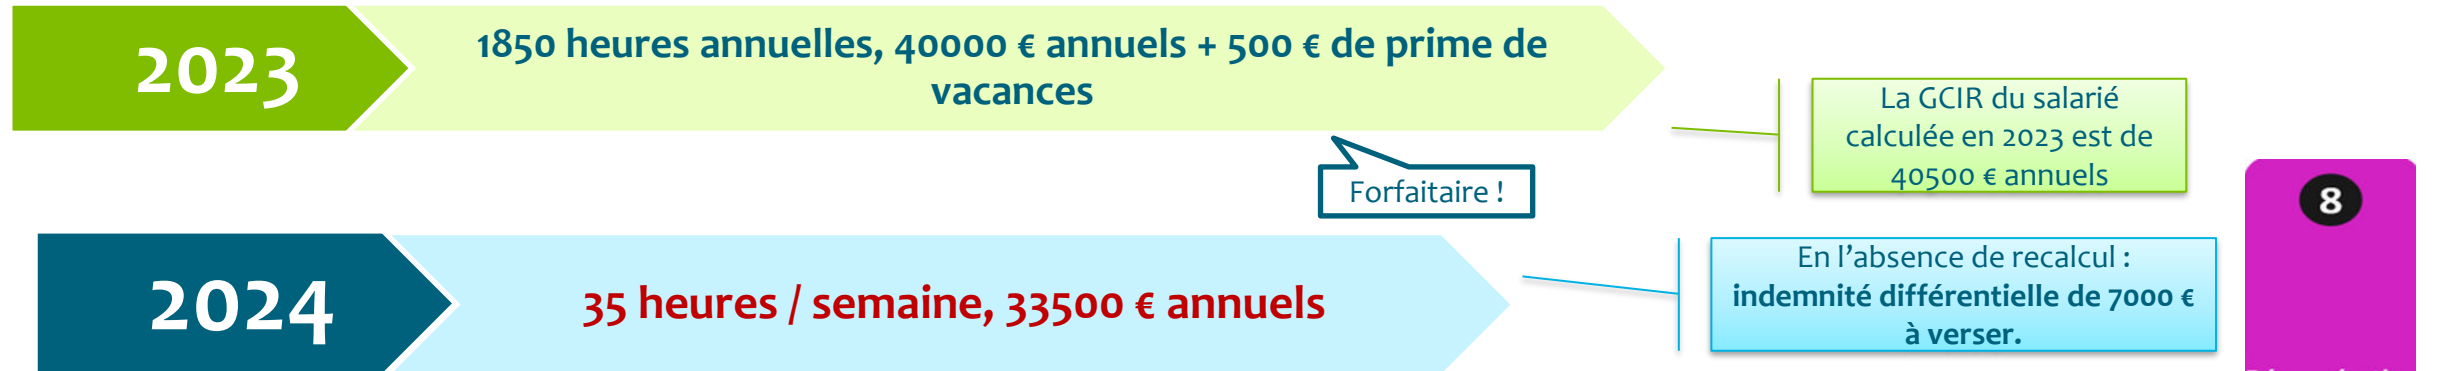 2023
1850 heures annuelles, 40000 € annuels + 500 € de prime de
vacances
La GCIR du salarié
calculée en 2023 est de
40500 € annuels
Forfaitaire !
8
2024
35 heures / semaine, 33500 € annuels
En l’absence de recalcul :
indemnité différentielle de 7000 €
à verser.